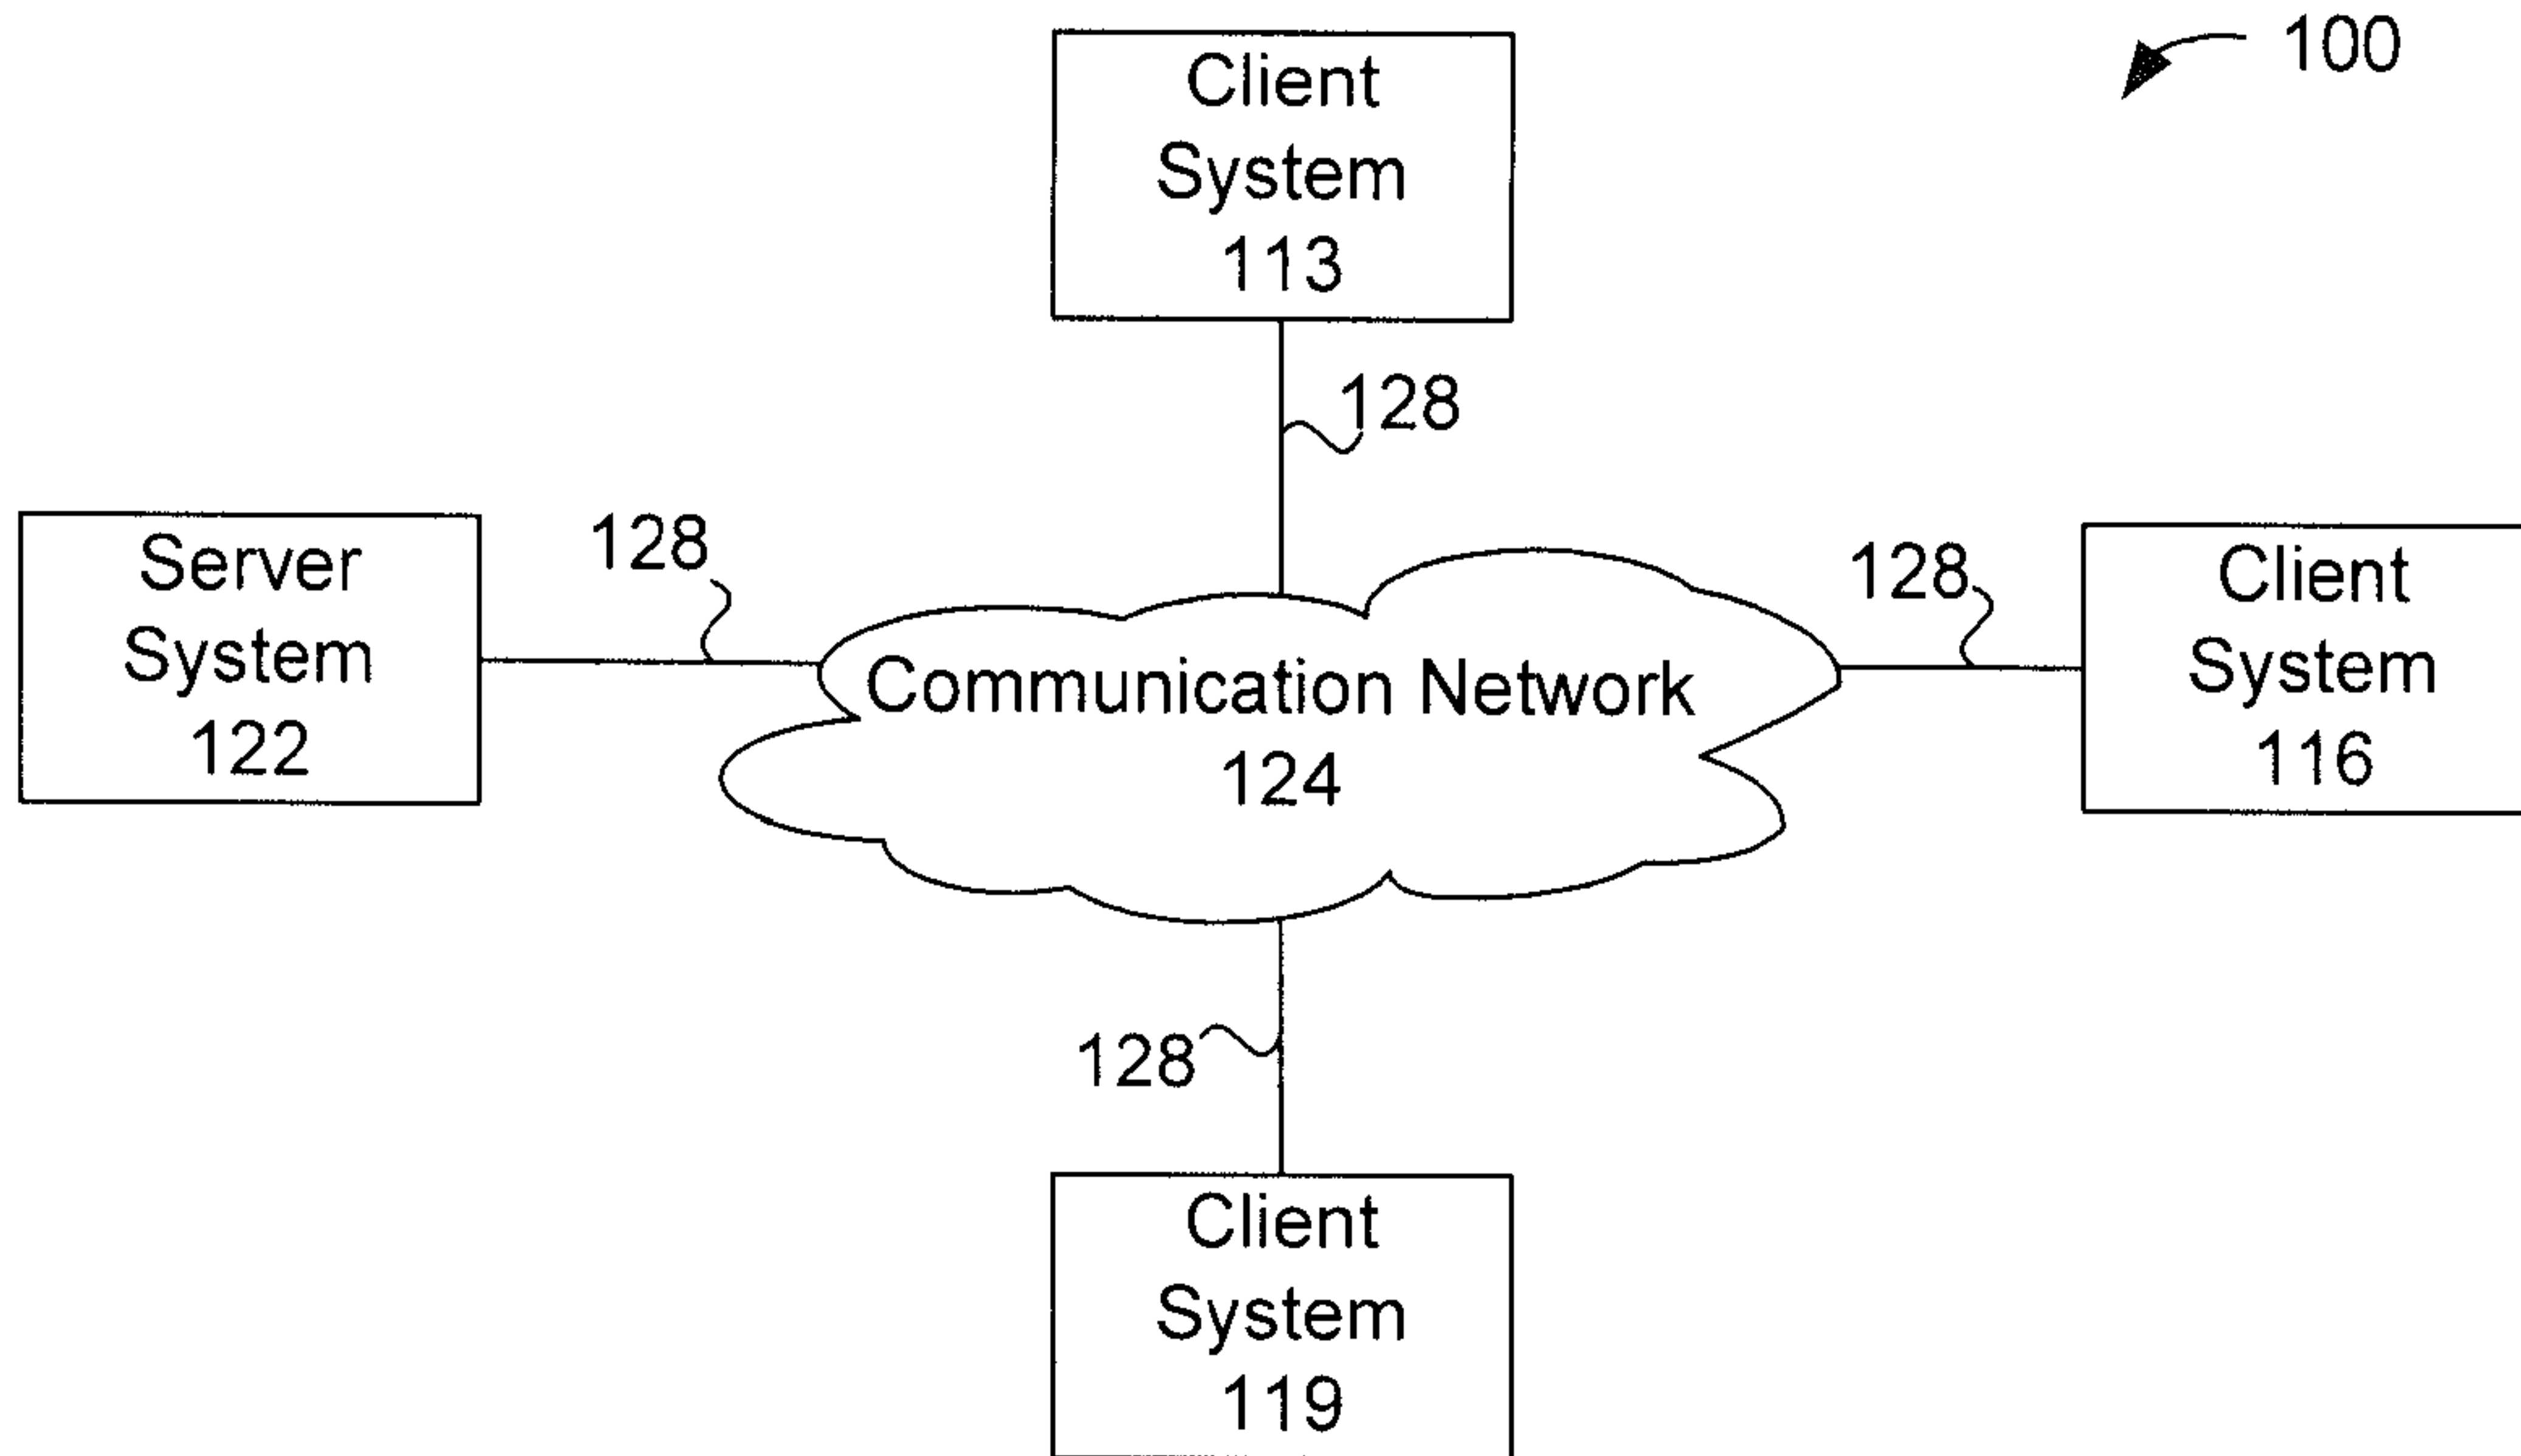 100
Client
System
113
128
Server
System
122
128
Communication Network
124
128
Client
System
116
128
Client
System
119